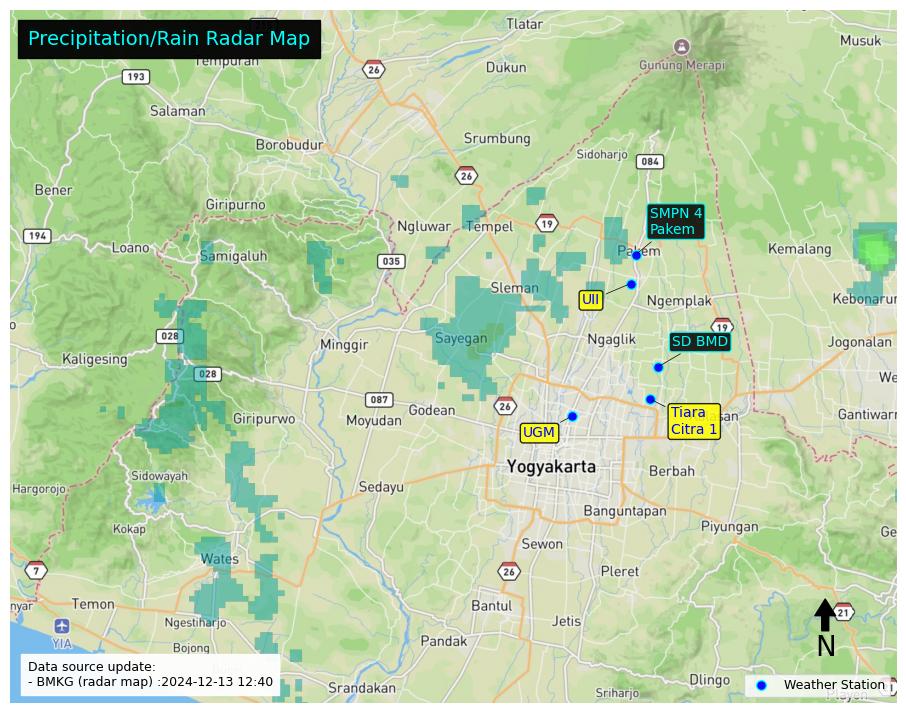 Precipitation/Rain Radar Map
Tlatar
Musuk
Tempuran
26
Dukun
Gunung Merapi
193
Salaman
Srumbung
Borobudur
Sidoharjo
084
26
Bener
Giripurno
SMPN 4
Pakem
194
Ngluwar
Tempel
19
Loano
Samigaluh
035
Pakem
Kemalang
Sleman
UII
Ngemplak
Kebonarum
028
Sayegan
Ngaglik
19
Minggir
SD BMD
Jogonalan
Kaligesing
028
087
Godean
26
Giripurwo
Moyudan
Tiara
Citra 1
Gantiwarn
UGM
Yogyakarta
Sidowayah
Berbah
Hargorojo
Sedayu
Banguntapan
Kokap
Piyungan
Sewon
Wates
7
26
Pleret
Temon
Bantul
21
Ngestiharjo
Jetis
YIA
N
Bojong
Pandak
Data source update:
- BMKG (radar map) :2024-12-13 12:40
Srandakan
Sriharjo
Dlingo
Weather Station
Playen